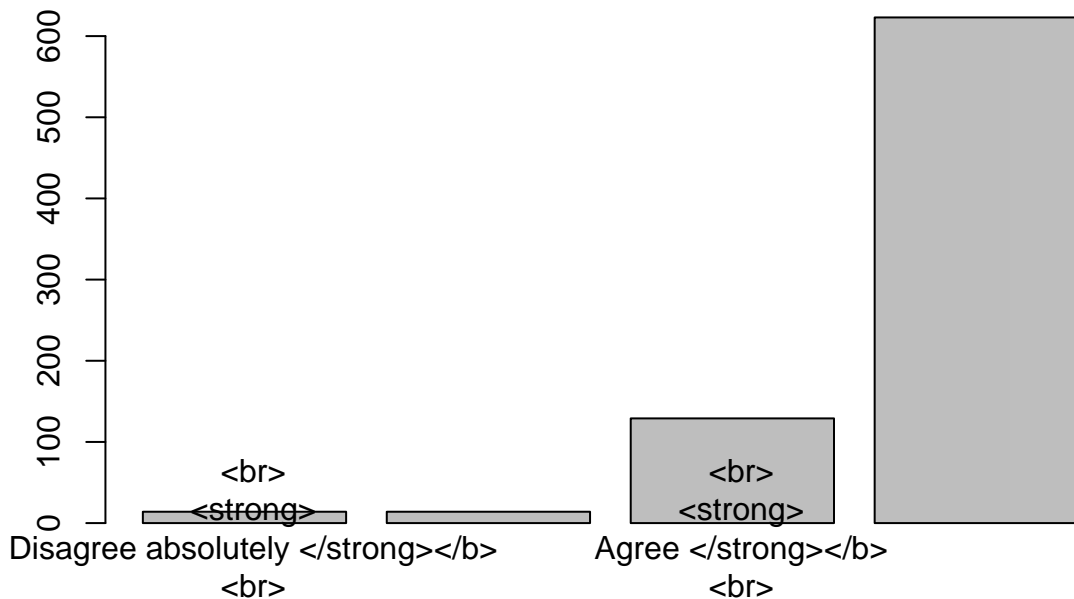 600
500
400
300
200
100
0
<br>
<strong>
Disagree absolutely </strong></b>
<br>
<br>
<strong>
Agree </strong></b>
<br>